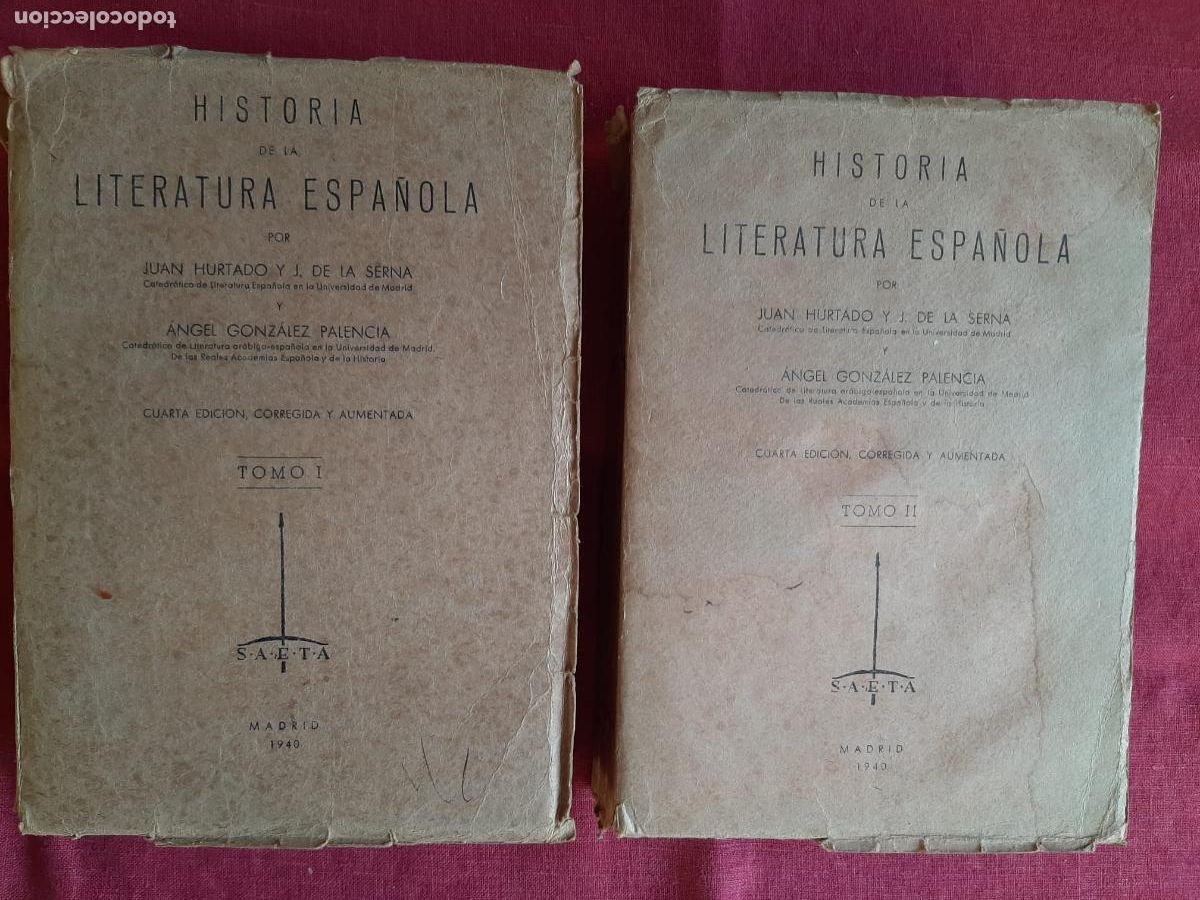 todocoleccion
HISTORIA
DE LA
LITERATURA ESPAÑOLA
POR
JUAN HURTADO Y J. DE LA SERNA
Catedrático de Literatura Española en la Universidad de Madrid
Y
ÁNGEL GONZÁLEZ PALENCIA
Catedrático de Literatura arábigo-española en la Universidad de Madrid.
De las Reales Academias Española y de la Historia
CUARTA EDICION, CORREGIDA Y AUMENTADA
TOMO I
S·A·E·T·A
MADRID
1940
HISTORIA
DE LA
LITERATURA ESPAÑOLA
POR
JUAN HURTADO Y J. DE LA SERNA
Catedrático de Literatura Española en la Universidad de Madrid
Y
ÁNGEL GONZÁLEZ PALENCIA
Catedrático de Literatura arábigo-española en la Universidad de Madrid
De las Reales Academias Española y de la Historia
CUARTA EDICIÓN, CORREGIDA Y AUMENTADA
TOMO II
S·A·E·T·A
MADRID
1940